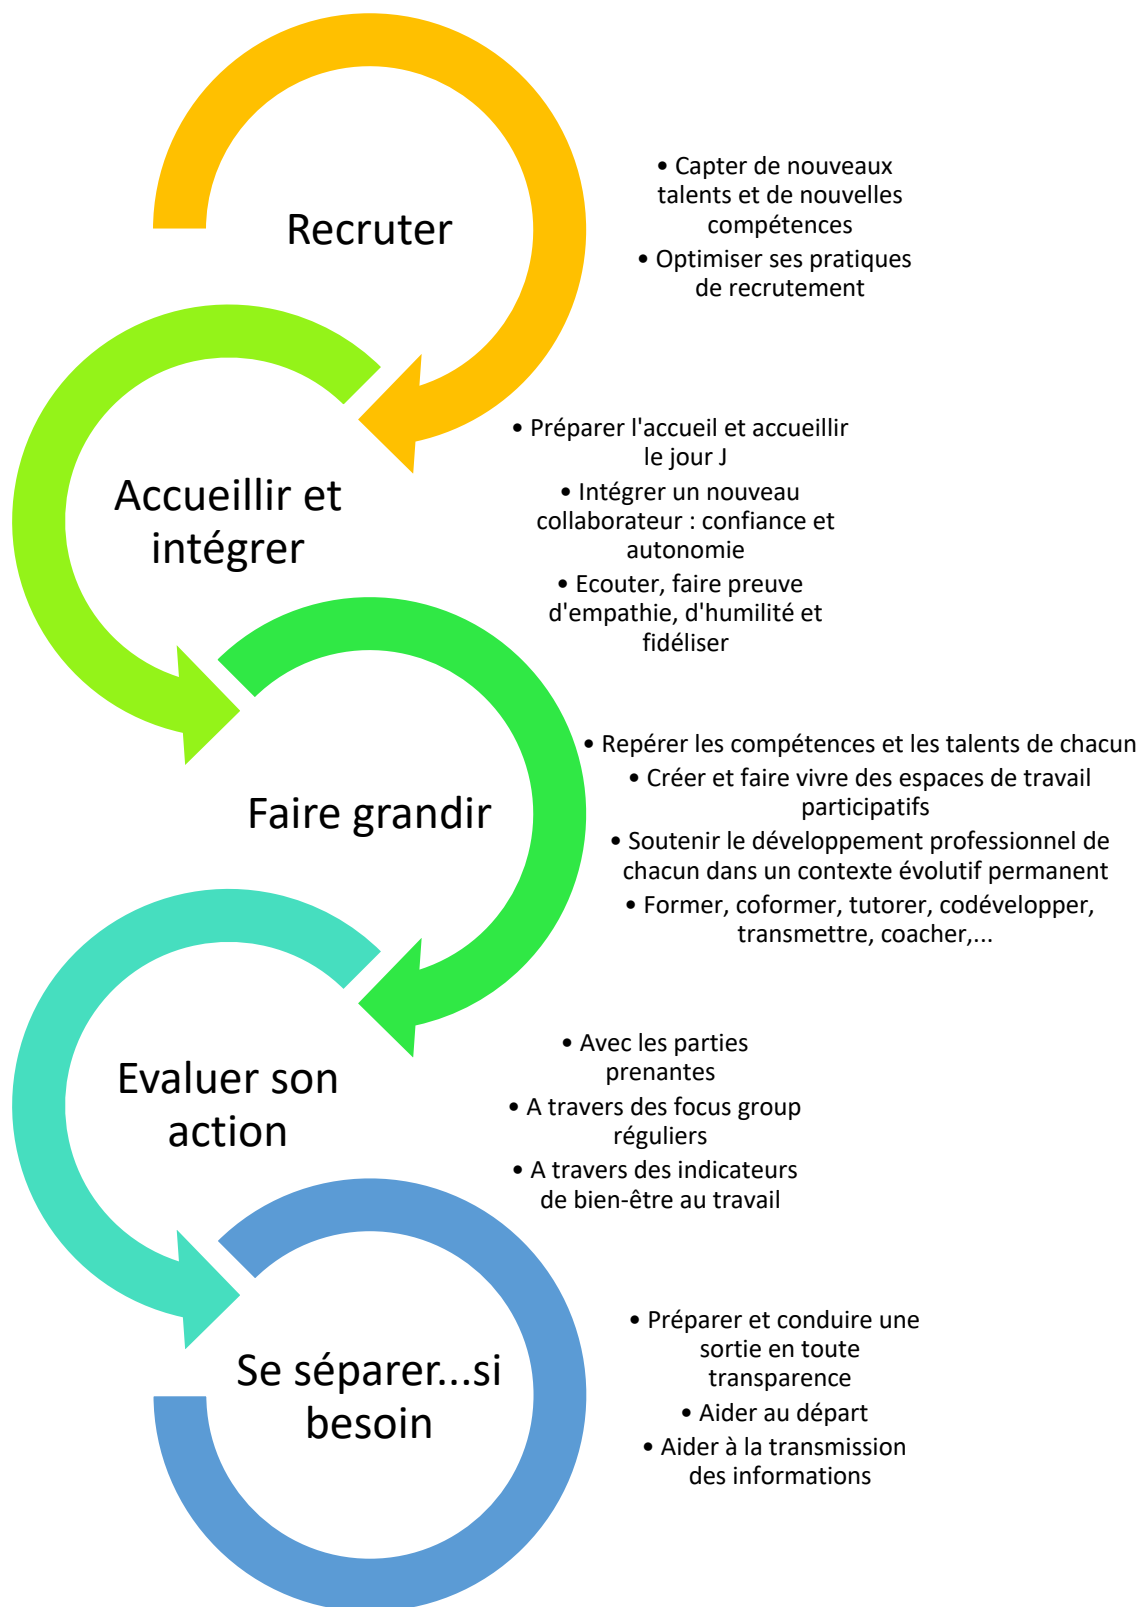 Recruter
• Capter de nouveaux
talents et de nouvelles
compétences
• Optimiser ses pratiques
de recrutement
Accueillir et
intégrer
• Préparer l'accueil et accueillir
le jour J
• Intégrer un nouveau
collaborateur : confiance et
autonomie
• Ecouter, faire preuve
d'empathie, d'humilité et
fidéliser
Faire grandir
• Repérer les compétences et les talents de chacun
• Créer et faire vivre des espaces de travail
participatifs
• Soutenir le développement professionnel de
chacun dans un contexte évolutif permanent
• Former, coformer, tutorer, codévelopper,
transmettre, coacher,...
Evaluer son
action
• Avec les parties
prenantes
• A travers des focus group
réguliers
• A travers des indicateurs
de bien-être au travail
Se séparer...si
besoin
• Préparer et conduire une
sortie en toute
transparence
• Aider au départ
• Aider à la transmission
des informations